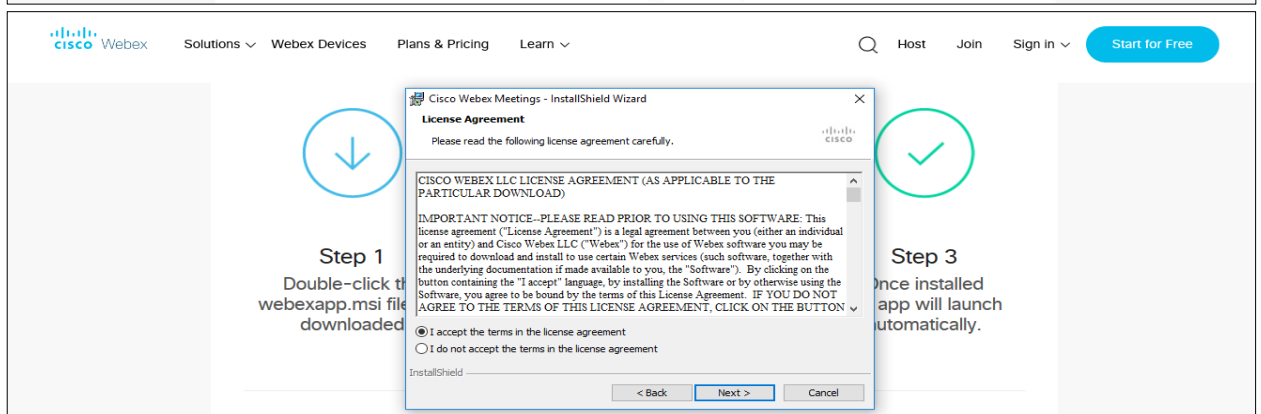 cisco Webex Solutions Webex Devices Plans & Pricing Learn Host Join Sign in Start for Free
Cisco Webex Meetings - InstallShield Wizard
License Agreement
Please read the following license agreement carefully.
cisco
CISCO WEBEX LLC LICENSE AGREEMENT (AS APPLICABLE TO THE
PARTICULAR DOWNLOAD)
IMPORTANT NOTICE--PLEASE READ PRIOR TO USING THIS SOFTWARE: This
license agreement ("License Agreement") is a legal agreement between you (either an individual
or an entity) and Cisco Webex LLC ("Webex") for the use of Webex software you may be
required to download and install to use certain Webex services (such software, together with
the underlying documentation if made available to you, the "Software"). By clicking on the
button containing the "I accept" language, by installing the Software or by otherwise using the
Software, you agree to be bound by the terms of this License Agreement. IF YOU DO NOT
AGREE TO THE TERMS OF THIS LICENSE AGREEMENT, CLICK ON THE BUTTON
I accept the terms in the license agreement
I do not accept the terms in the license agreement
InstallShield
< Back Next > Cancel
Step 1
Double-click
webexapp.msi
downloaded
Step 3
installed
app will launch